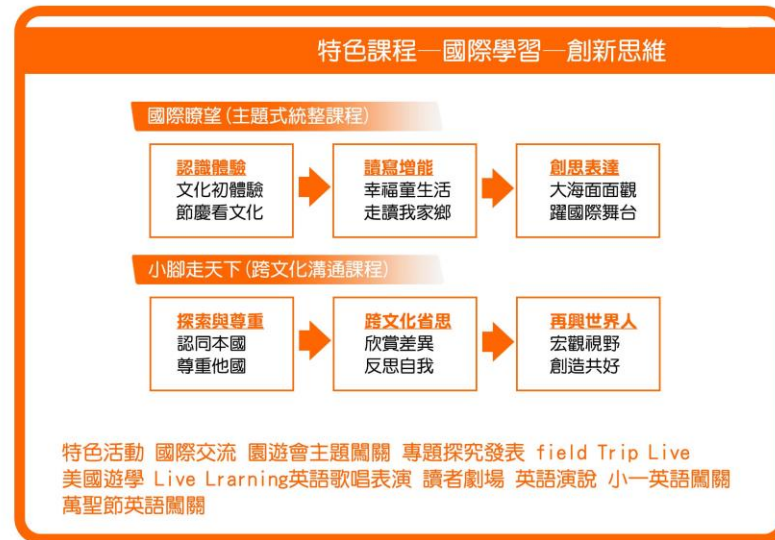 特色課程—國際學習—創新思維
國際瞭望(主題式統整課程)
認識體驗
文化初體驗
節慶看文化
讀寫增能
幸福童生活
走讀我家鄉
創思表達
大海面面觀
躍國際舞台
小腳走天下(跨文化溝通課程)
探索與尊重
認同本國
尊重他國
跨文化省思
欣賞差異
反思自我
再興世界人
宏觀視野
創造共好
特色活動 國際交流 園遊會主題闖關 專題探究發表 field Trip Live
美國遊學 Live Lrarning英語歌唱表演 讀者劇場 英語演說 小一英語闖關
萬聖節英語闖關